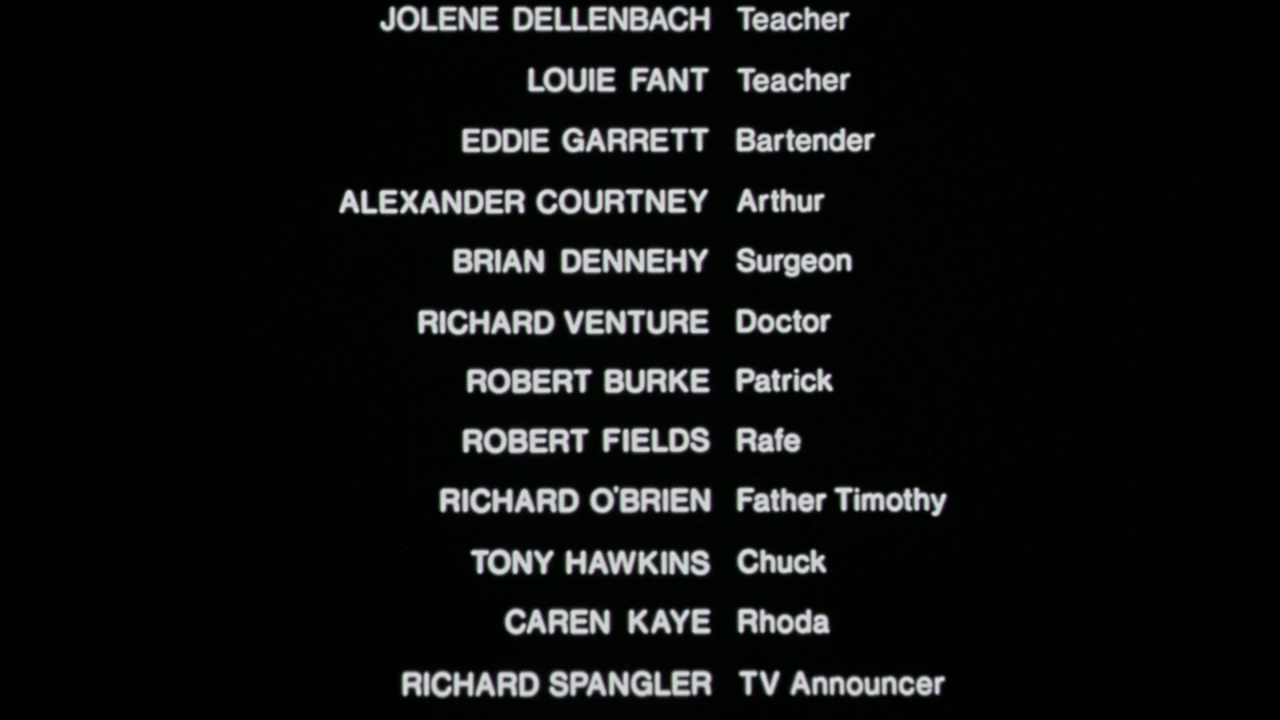 JOLENE DELLENBACH Teacher
LOUIE FANT Teacher
EDDIE GARRETT Bartender
ALEXANDER COURTNEY Arthur
BRIAN DENNEHY Surgeon
RICHARD VENTURE Doctor
ROBERT BURKE Patrick
ROBERT FIELDS Rafe
RICHARD O'BRIEN Father Timothy
TONY HAWKINS Chuck
CAREN KAYE Rhoda
RICHARD SPANGLER TV Announcer